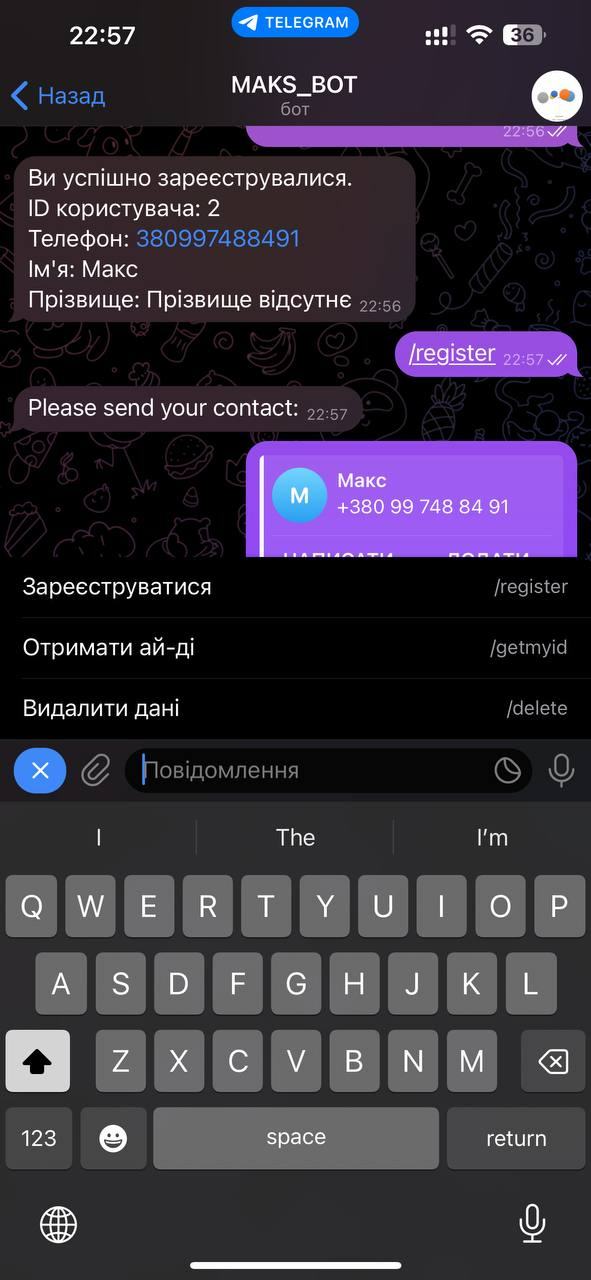 22:57
TELEGRAM
36
Назад
MAKS_BOT
бот
22:56
Ви успішно зареєструвалися.
ID користувача: 2
Телефон: 380997488491
Ім'я: Макс
Прізвище: Прізвище відсутнє 22:56
/register 22:57
Please send your contact: 22:57
М
Макс
+380 99 748 84 91
НАПИСАТИ ДОДАТИ
Зареєструватися /register
Отримати ай-ді /getmyid
Видалити дані /delete
Повідомлення
I The I'm
Q W E R T Y U I O P
A S D F G H J K L
Z X C V B N M
123 space return